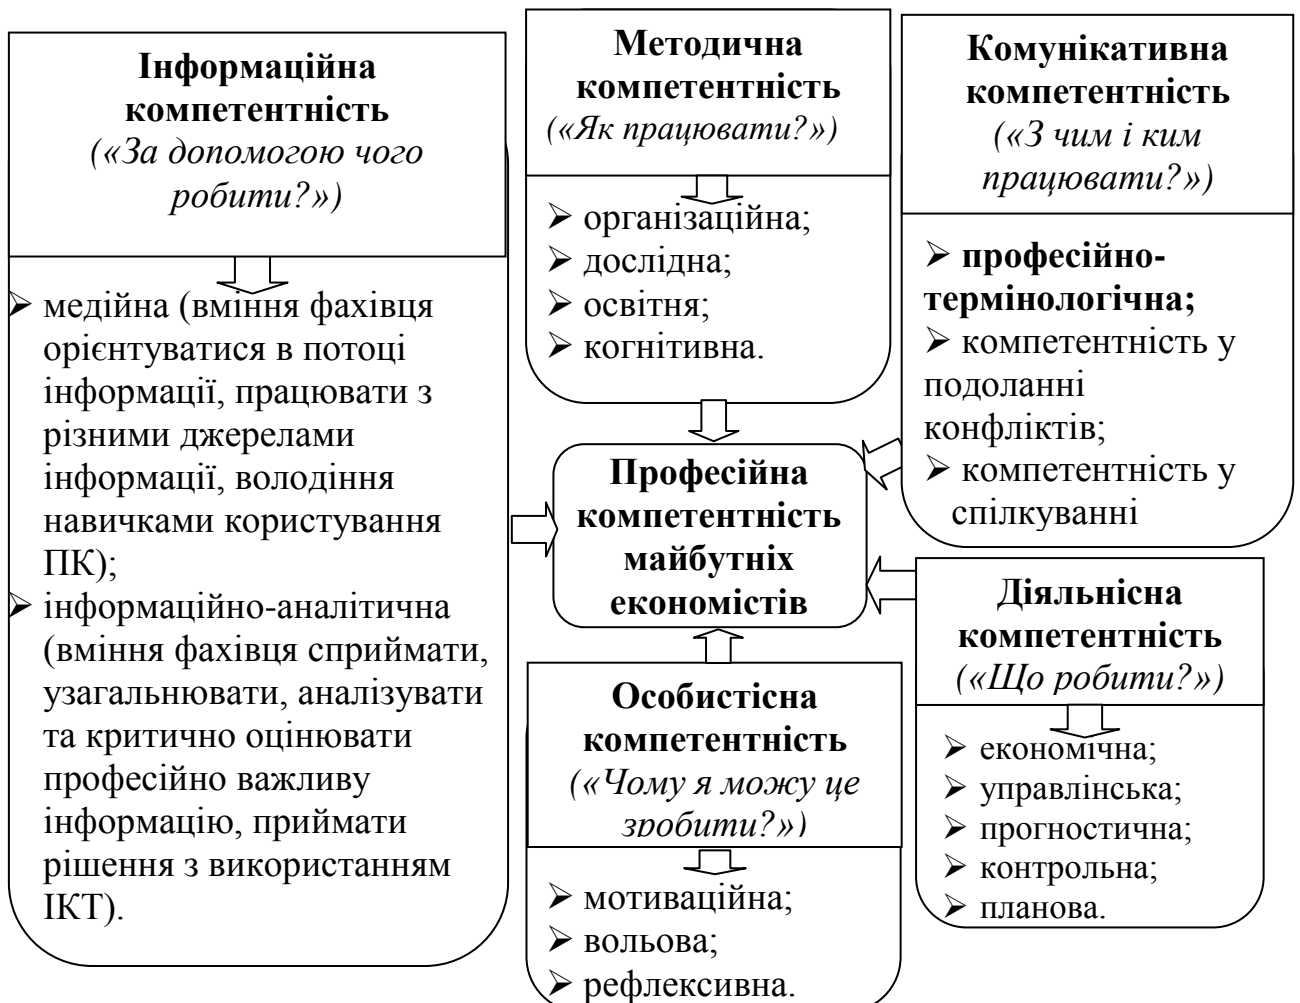 Інформаційна
компетентність
(«За допомогою чого
робити?»)
➢ медійна (вміння фахівця
орієнтуватися в потоці
інформації, працювати з
різними джерелами
інформації, володіння
навичками користування
ПК);
➢ інформаційно-аналітична
(вміння фахівця сприймати,
узагальнювати, аналізувати
та критично оцінювати
професійно важливу
інформацію, приймати
рішення з використанням
ІКТ).
Методична
компетентність
(«Як працювати?»)
➢ організаційна;
➢ дослідна;
➢ освітня;
➢ когнітивна.
Комунікативна
компетентність
(«З чим і ким
працювати?»)
➢ професійно-
термінологічна;
➢ компетентність у
подоланні
конфліктів;
➢ компетентність у
спілкуванні
Професійна
компетентність
майбутніх
економістів
Особистісна
компетентність
(«Чому я можу це
зробити?»)
➢ мотиваційна;
➢ вольова;
➢ рефлексивна.
Діяльнісна
компетентність
(«Що робити?»)
➢ економічна;
➢ управлінська;
➢ прогностична;
➢ контрольна;
➢ планова.